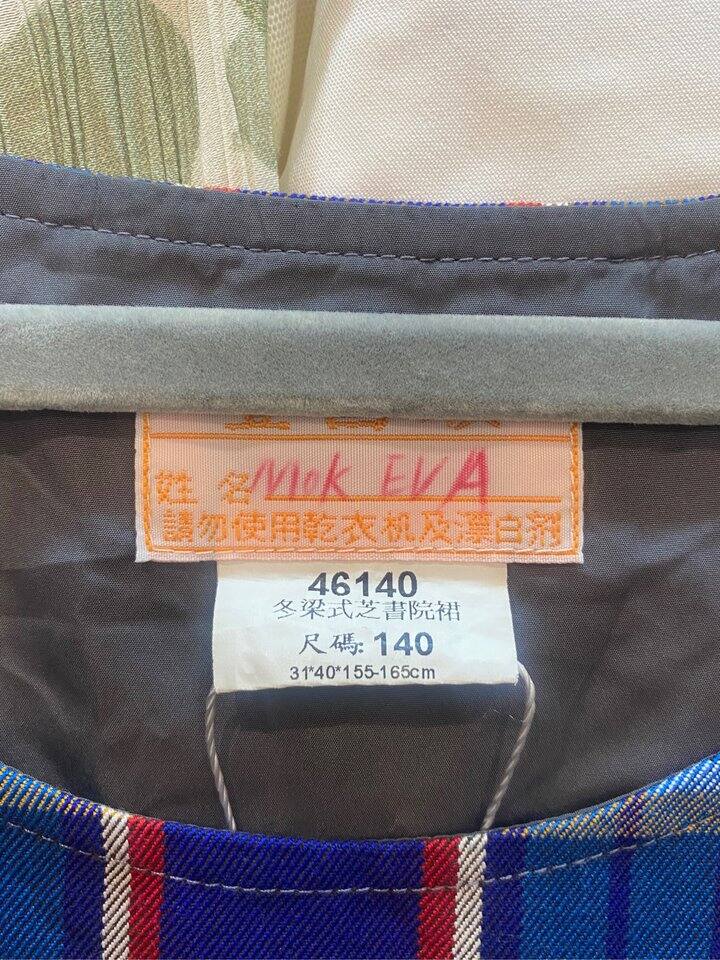 姓 名 MOK EVA
請勿使用乾衣机及漂白剂
46140
冬梁式芝書院裙
尺碼: 140
31*40*155-165cm